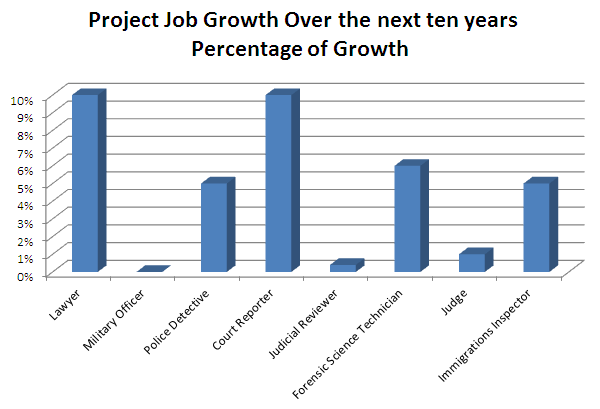 Project Job Growth Over the next ten years
Percentage of Growth
10%
9%
8%
7%
6%
5%
4%
3%
2%
1%
0%
Lawyer
Military Officer
Police Detective
Court Reporter
Judicial Reviewer
Forensic Science Technician
Judge
Immigrations Inspector